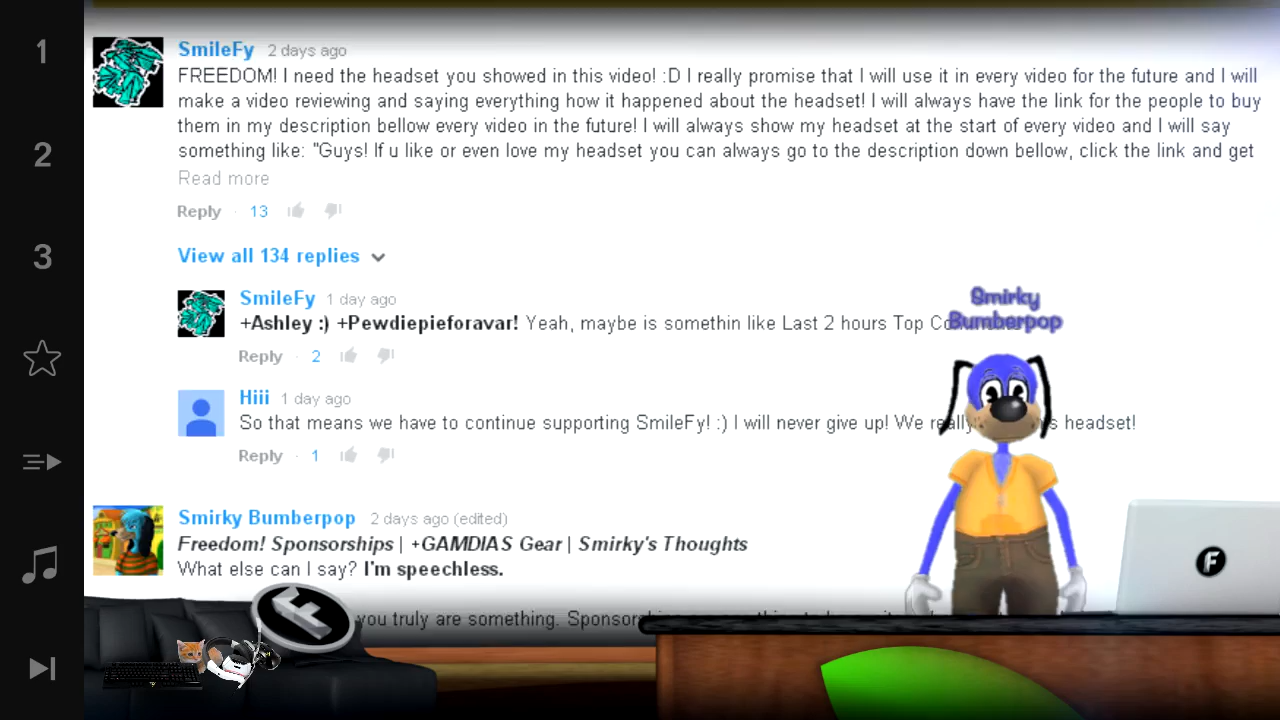 1
2
3
SmileFy 2 days ago
FREEDOM! I need the headset you showed in this video! :D I really promise that I will use it in every video for the future and I will
make a video reviewing and saying everything how it happened about the headset! I will always have the link for the people to buy
them in my description bellow every video in the future! I will always show my headset at the start of every video and I will say
something like: "Guys! If u like or even love my headset you can always go to the description down bellow, click the link and get
Read more
Reply · 13
View all 134 replies
SmileFy 1 day ago
+Ashley :) +Pewdiepieforavar! Yeah, maybe is somethin like Last 2 hours Top
Reply · 2
Smirky
Bumberpop
Hiii 1 day ago
So that means we have to continue supporting SmileFy! :) I will never give up! We really headset!
Reply · 1
Smirky Bumberpop 2 days ago (edited)
Freedom! Sponsorships | +GAMDIAS Gear | Smirky's Thoughts
What else can I say? I'm speechless.
you truly are something.
F
F